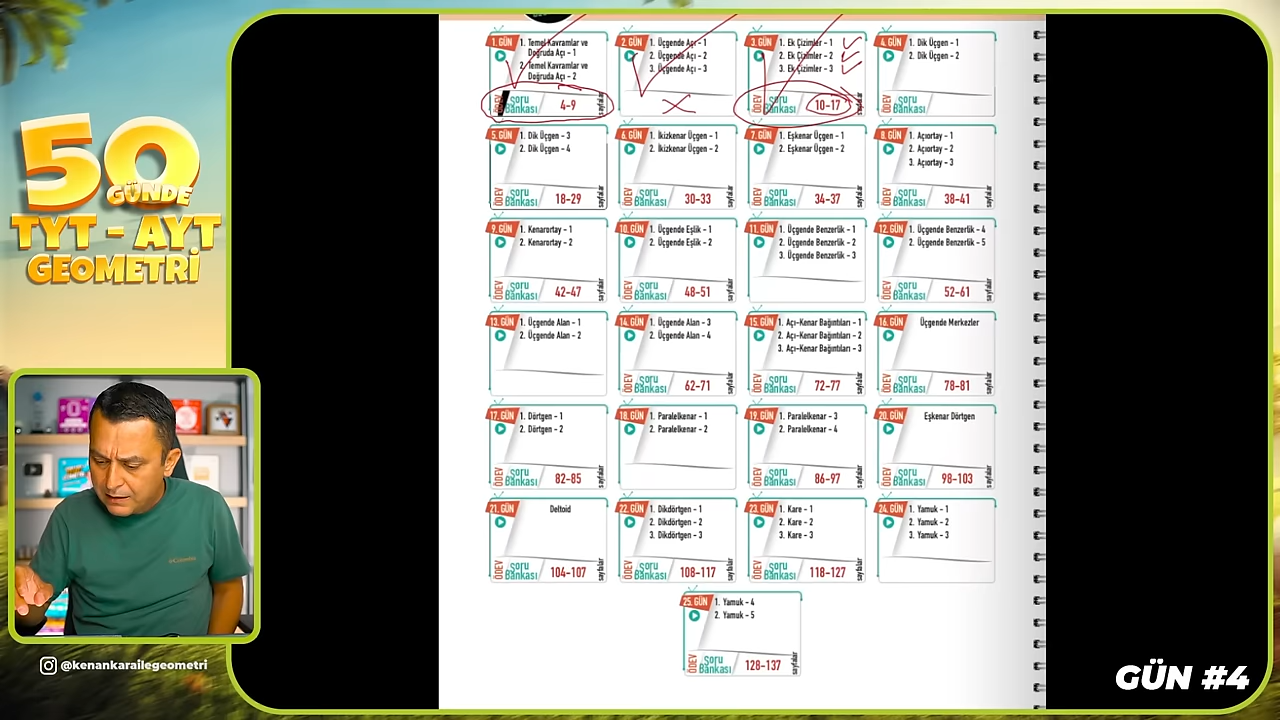 50
GÜNDE
TYT-AYT
GEOMETRİ
1. GÜN
1. Temel Kavramlar ve
Doğruda Açı - 1
2. Temel Kavramlar ve
Doğruda Açı - 2
ÖDEV
Soru
Bankası
4-9
sayfalar
2. GÜN
1. Üçgende Açı - 1
2. Üçgende Açı - 2
3. Üçgende Açı - 3
3. GÜN
1. Ek Çizimler - 1
2. Ek Çizimler - 2
3. Ek Çizimler - 3
ÖDEV
Soru
Bankası
10-17
4. GÜN
1. Dik Üçgen - 1
2. Dik Üçgen - 2
5. GÜN
1. Dik Üçgen - 3
2. Dik Üçgen - 4
ÖDEV
Soru
Bankası
18-29
sayfalar
6. GÜN
1. İkizkenar Üçgen - 1
2. İkizkenar Üçgen - 2
ÖDEV
Soru
Bankası
30-33
sayfalar
7. GÜN
1. Eşkenar Üçgen - 1
2. Eşkenar Üçgen - 2
ÖDEV
Soru
Bankası
34-37
sayfalar
8. GÜN
1. Açıortay - 1
2. Açıortay - 2
3. Açıortay - 3
ÖDEV
Soru
Bankası
38-41
sayfalar
9. GÜN
1. Kenarortay - 1
2. Kenarortay - 2
ÖDEV
Soru
Bankası
42-47
sayfalar
10. GÜN
1. Üçgende Eşlik - 1
2. Üçgende Eşlik - 2
ÖDEV
Soru
Bankası
48-51
sayfalar
11. GÜN
1. Üçgende Benzerlik - 1
2. Üçgende Benzerlik - 2
3. Üçgende Benzerlik - 3
12. GÜN
1. Üçgende Benzerlik - 4
2. Üçgende Benzerlik - 5
ÖDEV
Soru
Bankası
52-61
sayfalar
13. GÜN
1. Üçgende Alan - 1
2. Üçgende Alan - 2
14. GÜN
1. Üçgende Alan - 3
2. Üçgende Alan - 4
ÖDEV
Soru
Bankası
62-71
sayfalar
15. GÜN
1. Açı-Kenar Bağıntıları - 1
2. Açı-Kenar Bağıntıları - 2
3. Açı-Kenar Bağıntıları - 3
ÖDEV
Soru
Bankası
72-77
sayfalar
16. GÜN
Üçgende Merkezler
ÖDEV
Soru
Bankası
78-81
sayfalar
17. GÜN
1. Dörtgen - 1
2. Dörtgen - 2
ÖDEV
Soru
Bankası
82-85
sayfalar
18. GÜN
1. Paralelkenar - 1
2. Paralelkenar - 2
19. GÜN
1. Paralelkenar - 3
2. Paralelkenar - 4
ÖDEV
Soru
Bankası
86-97
sayfalar
20. GÜN
Eşkenar Dörtgen
ÖDEV
Soru
Bankası
98-103
sayfalar
21. GÜN
Deltoid
ÖDEV
Soru
Bankası
104-107
sayfalar
22. GÜN
1. Dikdörtgen - 1
2. Dikdörtgen - 2
3. Dikdörtgen - 3
ÖDEV
Soru
Bankası
108-117
sayfalar
23. GÜN
1. Kare - 1
2. Kare - 2
3. Kare - 3
ÖDEV
Soru
Bankası
118-127
sayfalar
24. GÜN
1. Yamuk - 1
2. Yamuk - 2
3. Yamuk - 3
25. GÜN
1. Yamuk - 4
2. Yamuk - 5
ÖDEV
Soru
Bankası
128-137
sayfalar
@kenankarailegeometri
GÜN #4